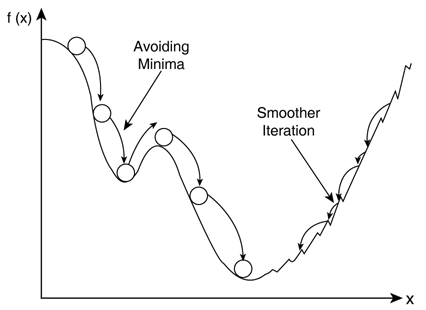 f (x)
Avoiding
Minima
Smoother
Iteration
x